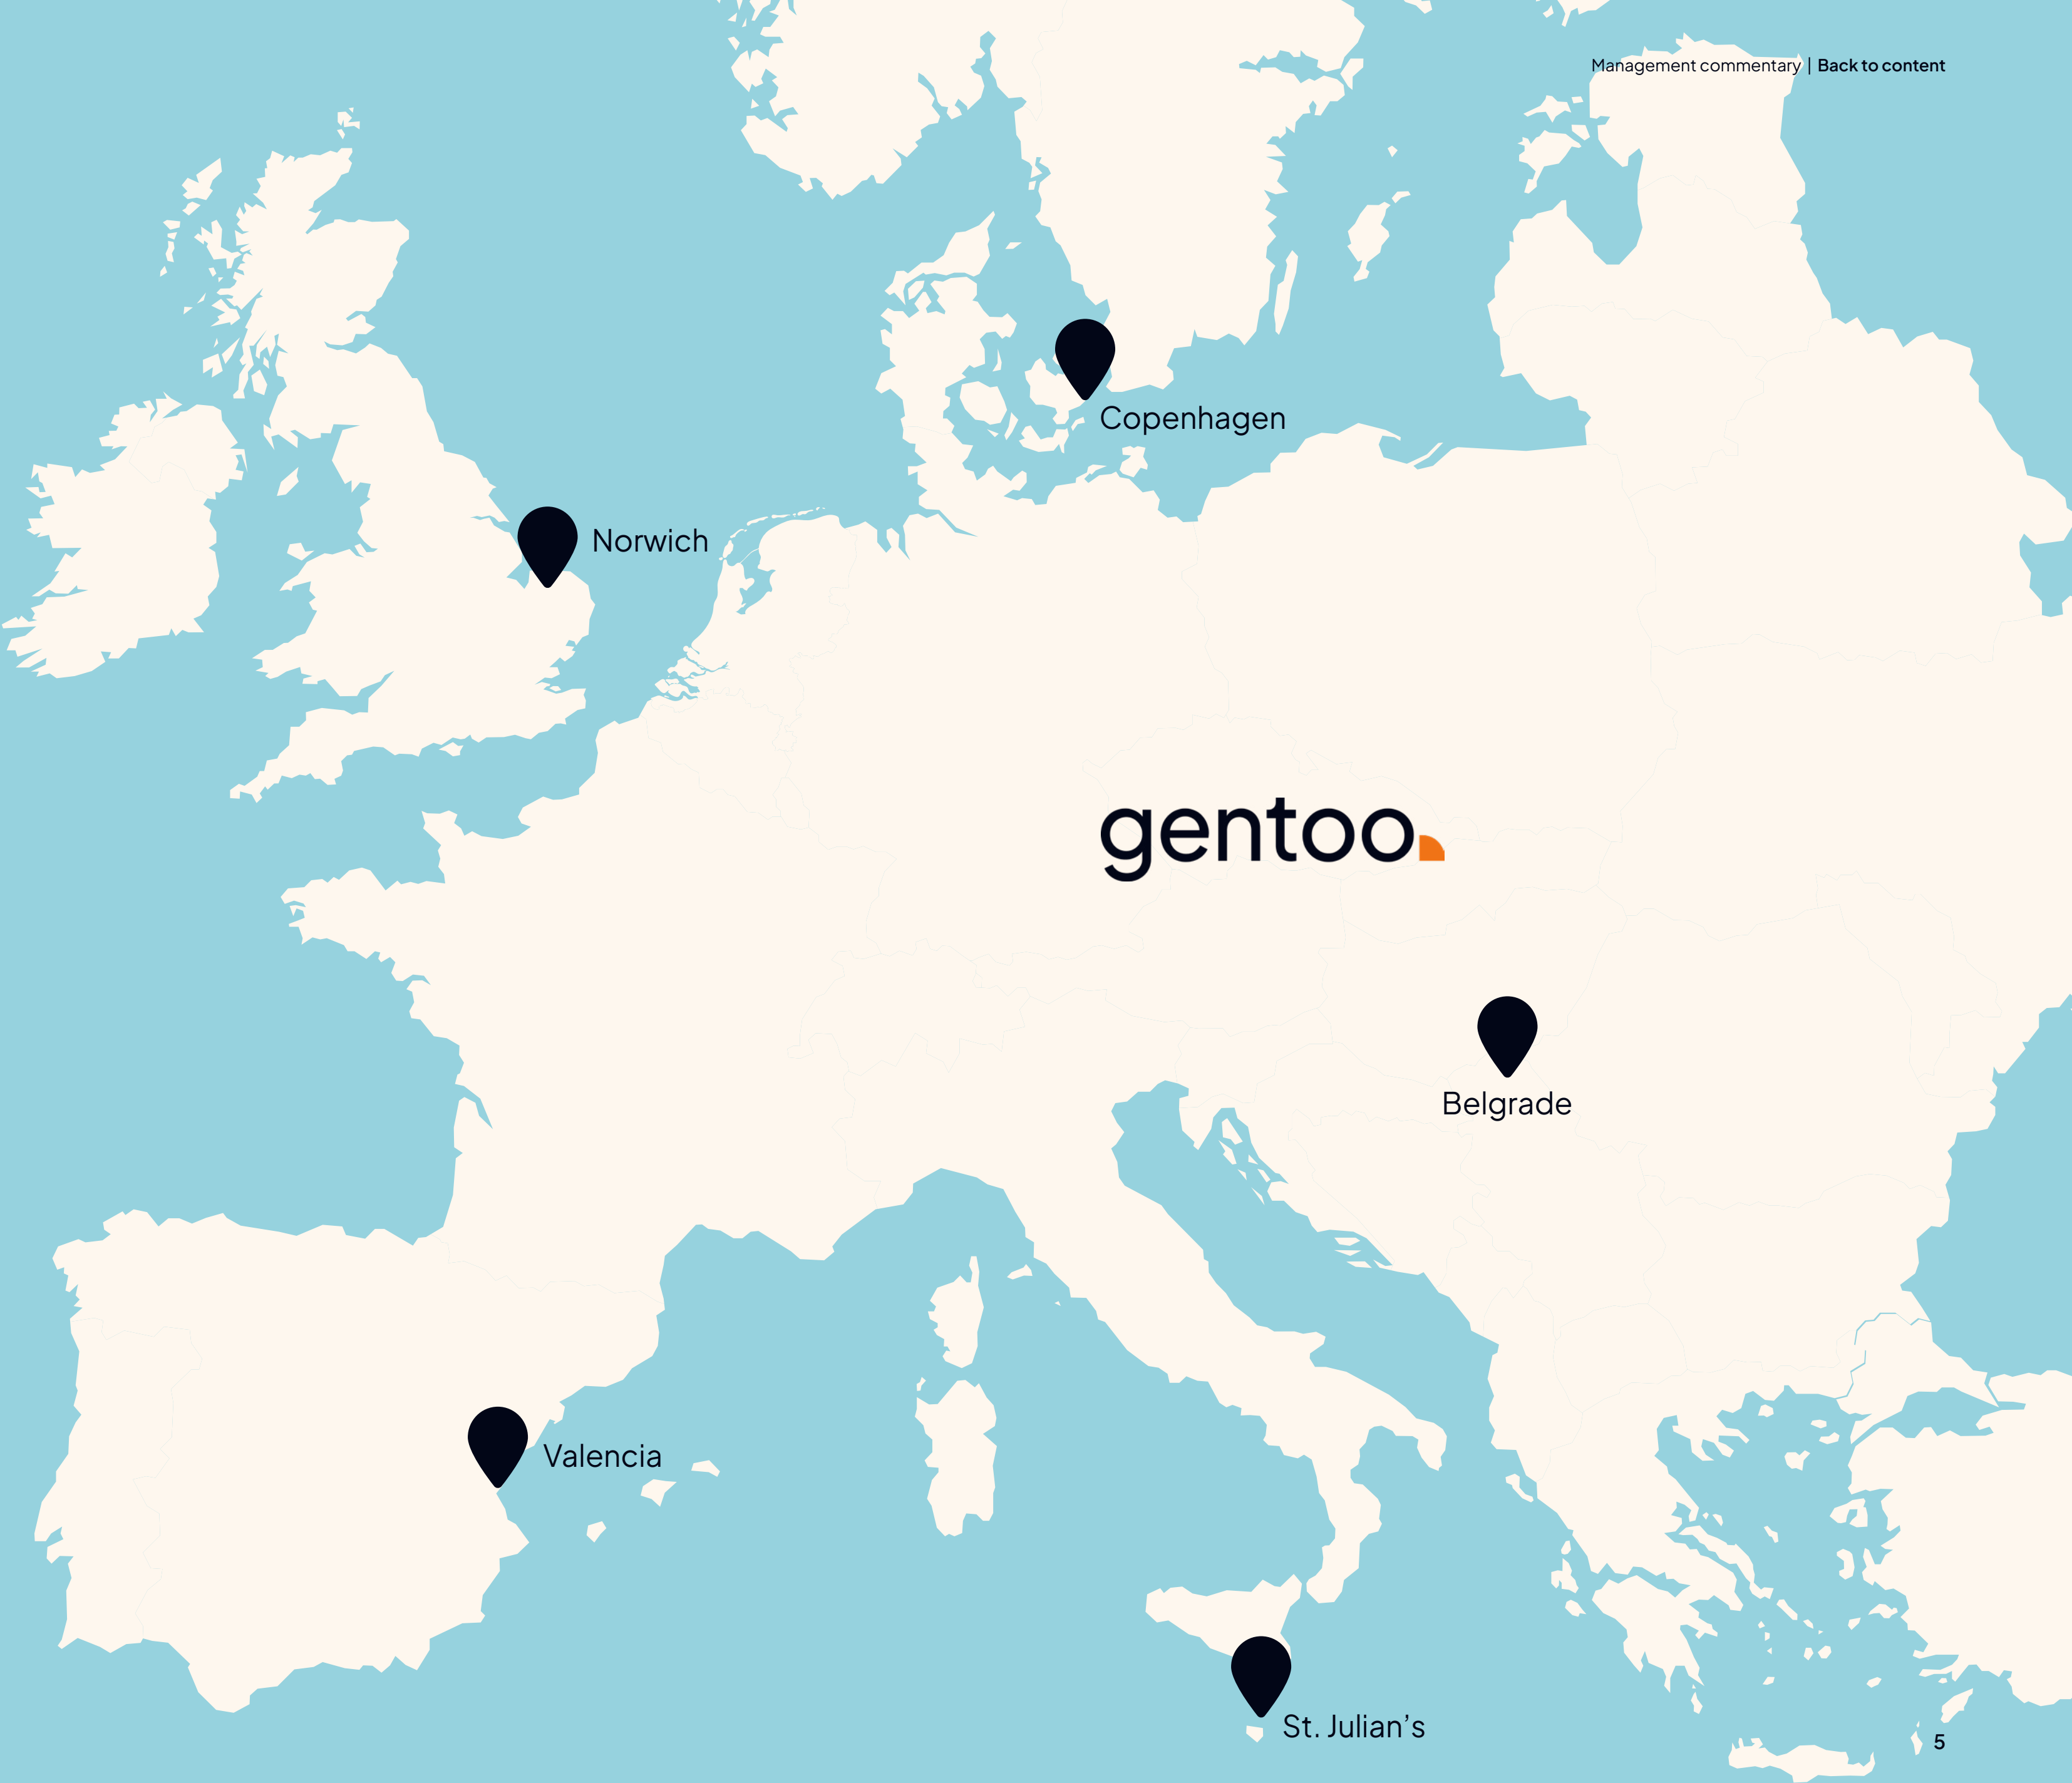 Management commentary | Back to content
Copenhagen
Norwich
gentoo.
Belgrade
Valencia
St. Julian’s
5